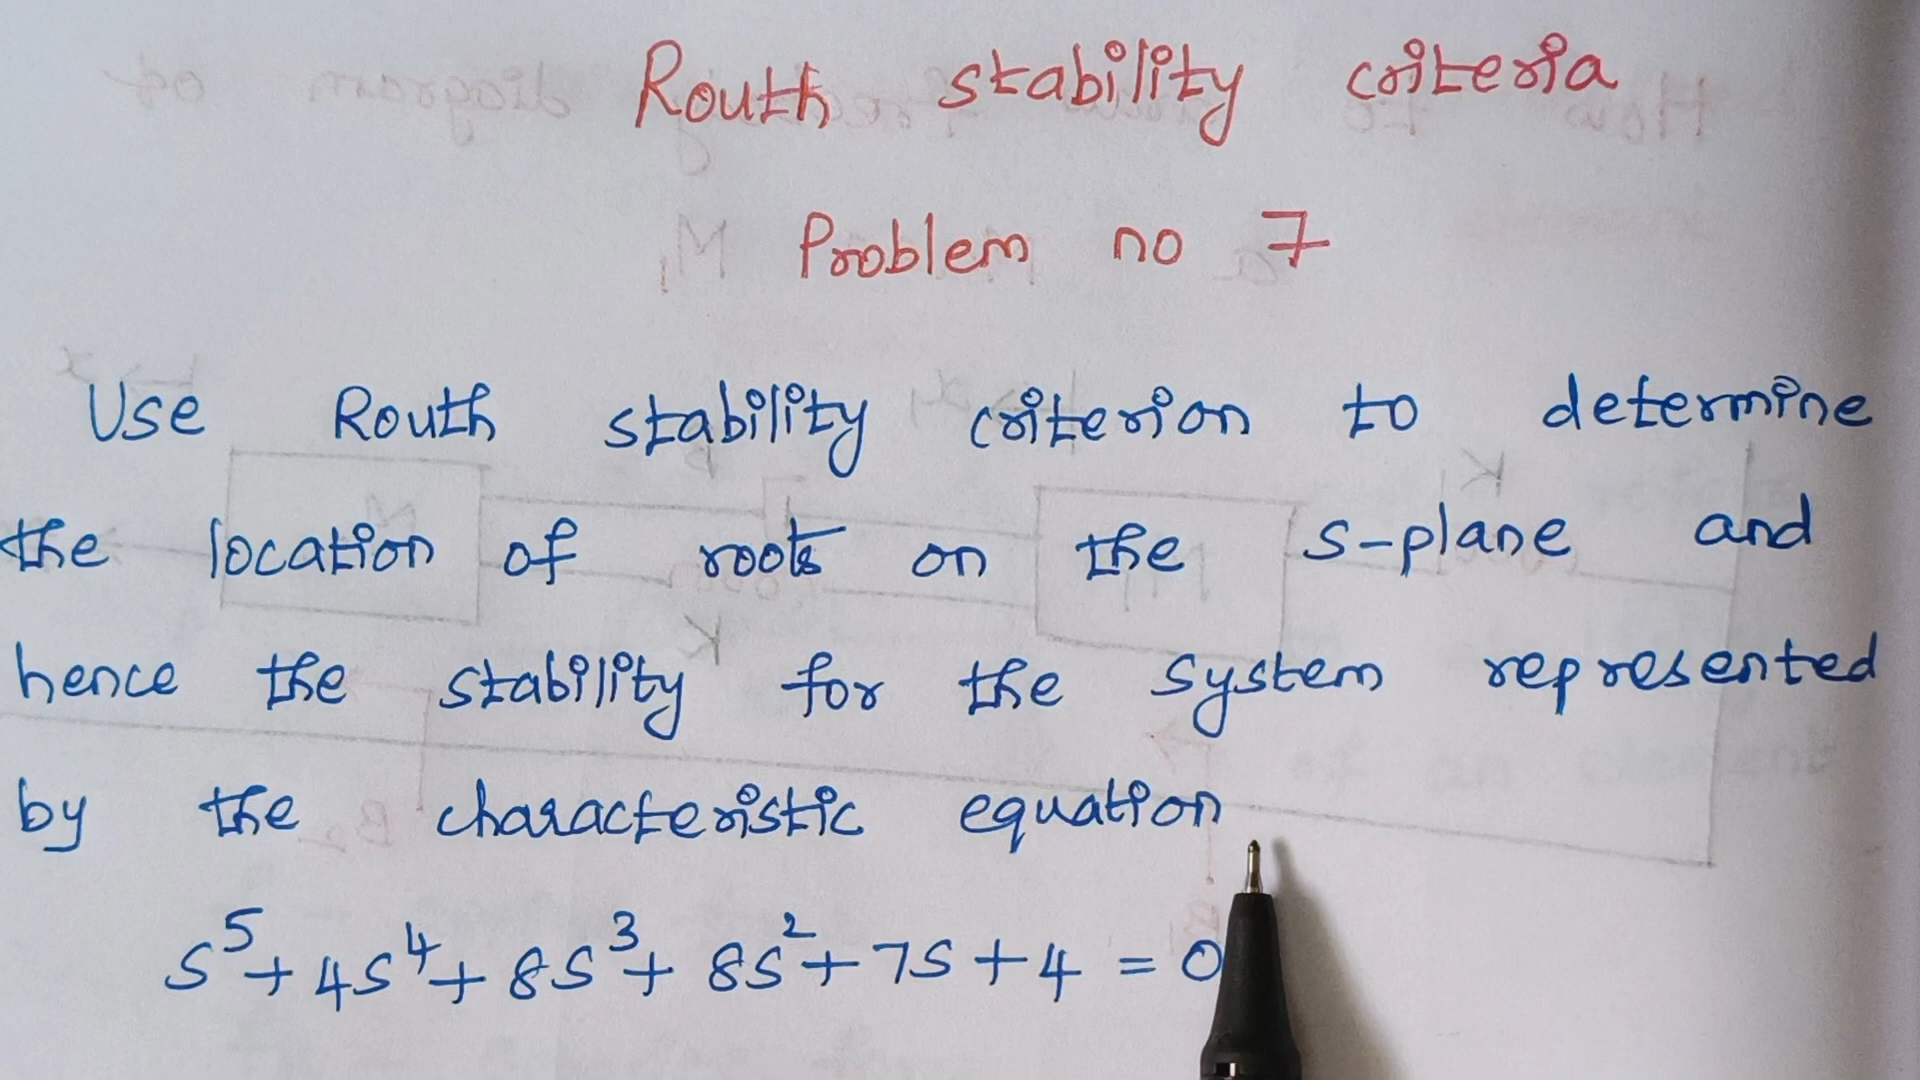 Routh stability criteria
Problem no 7
Use Routh stability criterion to determine
the location of roots on the s-plane and
hence the stability for the system represented
by the characteristic equation
s⁵+4s⁴+8s³+8s²+7s+4=0